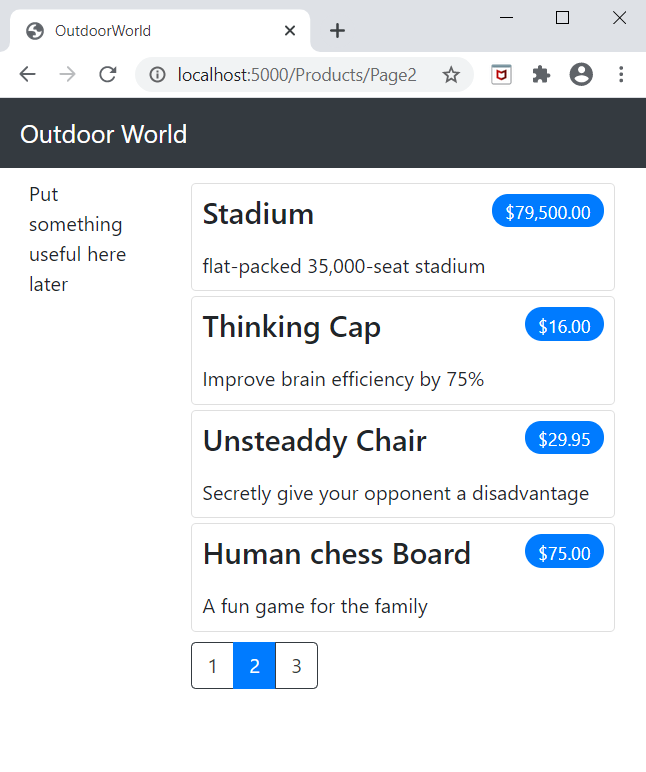 OutdoorWorld
localhost:5000/Products/Page2
Outdoor World
Put
something
useful here
later
Stadium
$79,500.00
flat-packed 35,000-seat stadium
Thinking Cap
$16.00
Improve brain efficiency by 75%
Unsteaddy Chair
$29.95
Secretly give your opponent a disadvantage
Human chess Board
$75.00
A fun game for the family
1 2 3